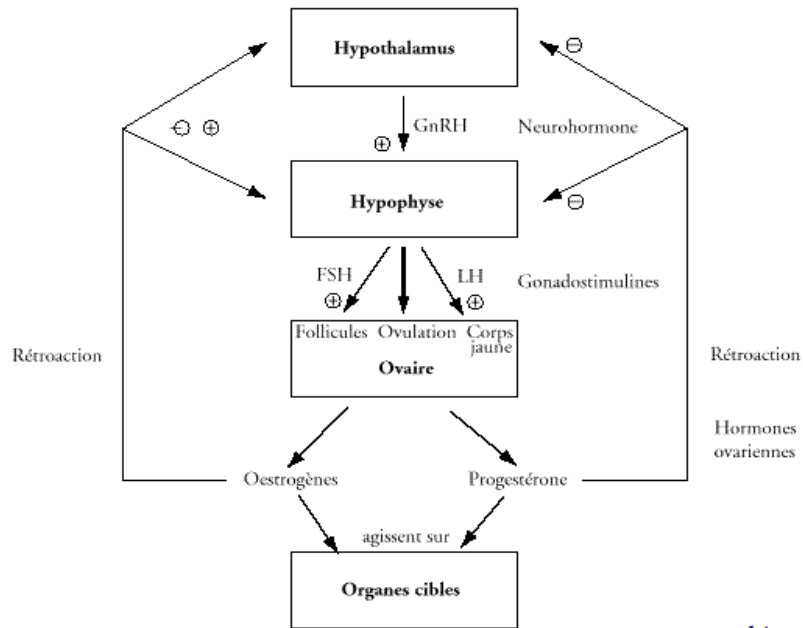 Hypothalamus
⊖
⊖ ⊕
GnRH
Neurohormone
⊕
Hypophyse
⊖
FSH
LH
Gonadostimulines
⊕
⊕
Follicules Ovulation Corps
jaune
Ovaire
Rétroaction
Rétroaction
Hormones
ovariennes
Oestrogènes
Progestérone
agissent sur
Organes cibles